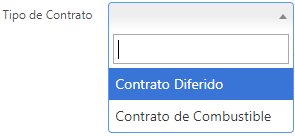 Tipo de Contrato
Contrato Diferido
Contrato de Combustible